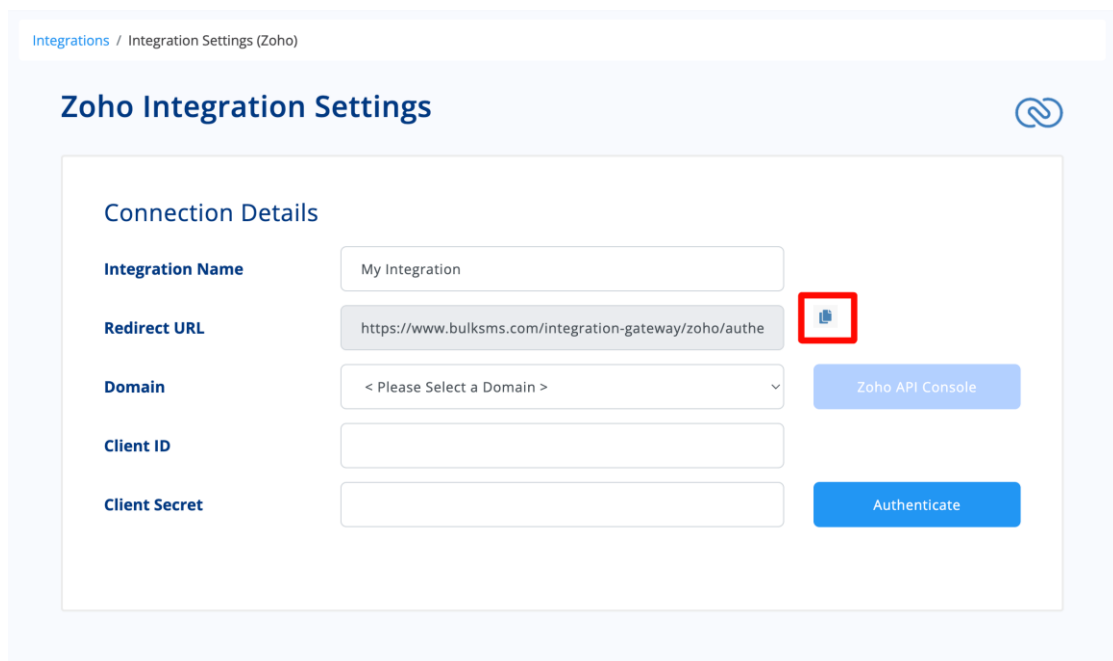 Integrations / Integration Settings (Zoho)
Zoho Integration Settings
Connection Details
Integration Name My Integration
Redirect URL https://www.bulksms.com/integration-gateway/zoho/authe
Domain < Please Select a Domain > Zoho API Console
Client ID
Client Secret Authenticate